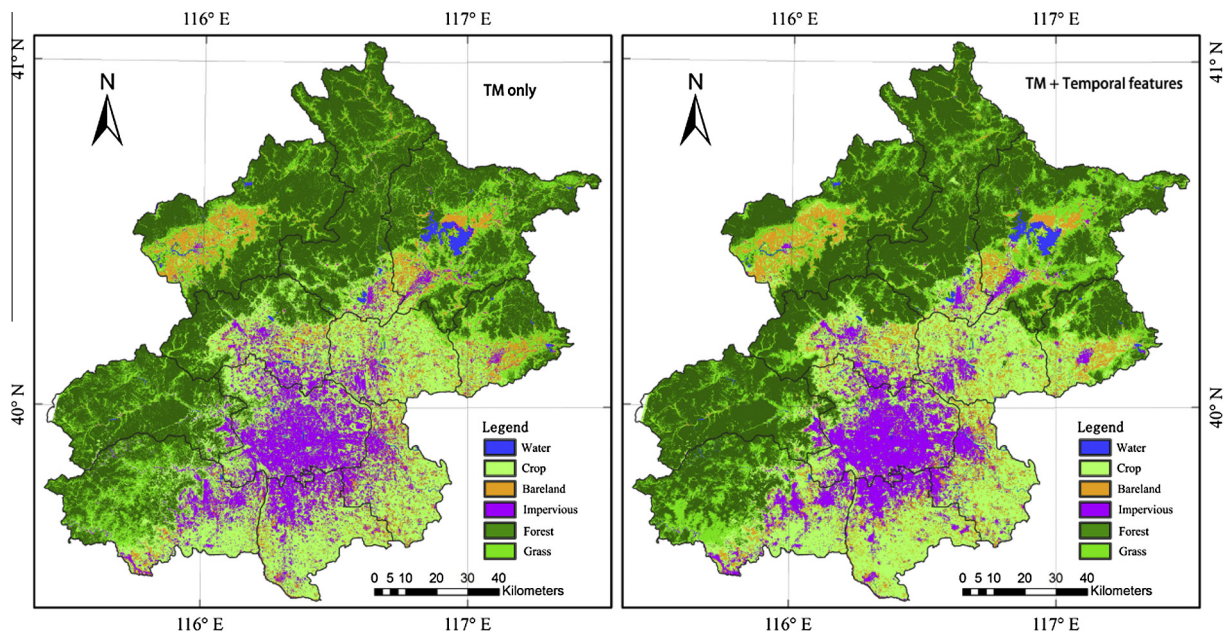 116° E 117° E 116° E 117° E
41° N 41° N
N TM only N TM + Temporal features
40° N 40° N
Legend Legend
Water Water
Crop Crop
Bareland Bareland
Impervious Impervious
Forest Forest
Grass Grass
0 5 10 20 30 40 Kilometers 0 5 10 20 30 40 Kilometers
116° E 117° E 116° E 117° E